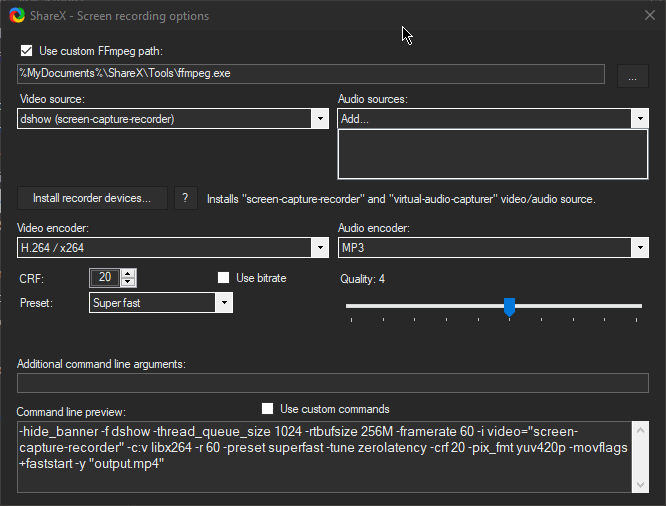 ShareX - Screen recording options
Use custom FFmpeg path:
%MyDocuments%\ShareX\Tools\ffmpeg.exe
...
Video source:
Audio sources:
dshow (screen-capture-recorder)
Add...
Install recorder devices...
?
Installs "screen-capture-recorder" and "virtual-audio-capturer" video/audio source.
Video encoder:
Audio encoder:
H.264 / x264
MP3
CRF:
20
Use bitrate
Quality: 4
Preset:
Super fast
Additional command line arguments:
Command line preview:
Use custom commands
-hide_banner -f dshow -thread_queue_size 1024 -rtbufsize 256M -framerate 60 -i video="screen-
capture-recorder" -c:v libx264 -r 60 -preset superfast -tune zerolatency -crf 20 -pix_fmt yuv420p -movflags
+faststart -y "output.mp4"